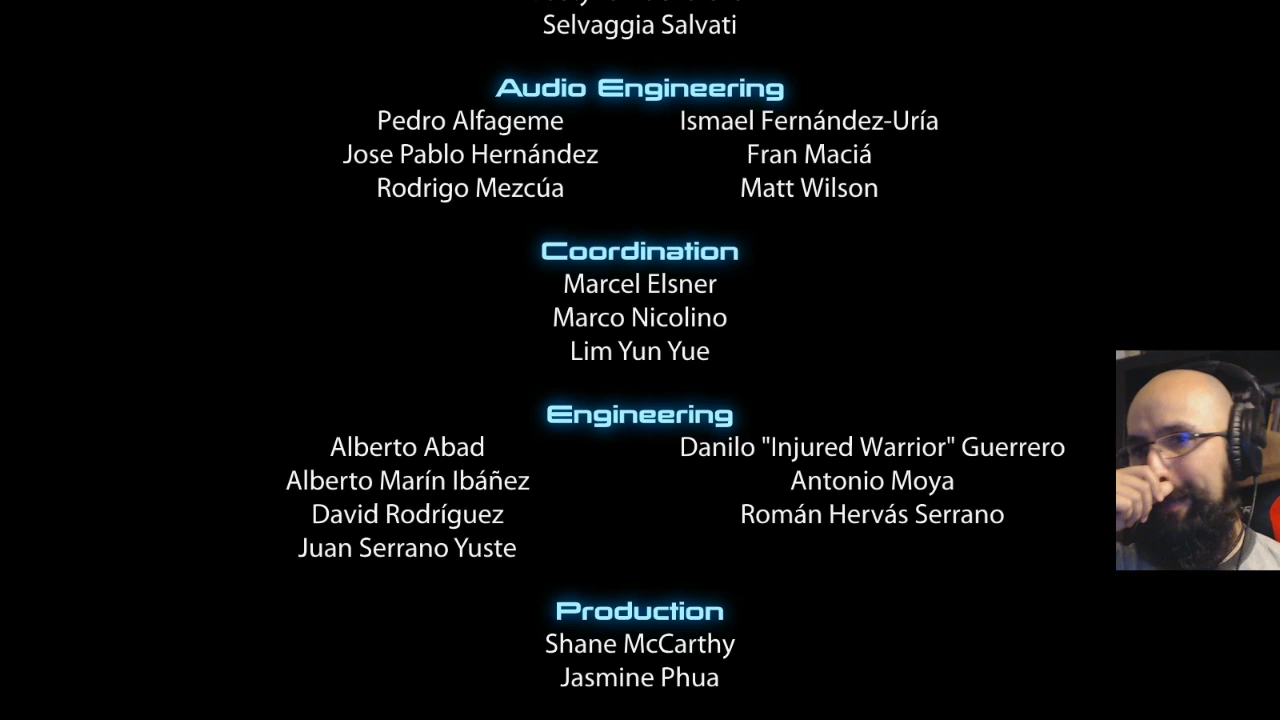 Selvaggia Salvati
Audio Engineering
Pedro Alfageme Ismael Fernández-Uría
Jose Pablo Hernández Fran Maciá
Rodrigo Mezcúa Matt Wilson
Coordination
Marcel Elsner
Marco Nicolino
Lim Yun Yue
Engineering
Alberto Abad Danilo "Injured Warrior" Guerrero
Alberto Marín Ibáñez Antonio Moya
David Rodríguez Román Hervás Serrano
Juan Serrano Yuste
Production
Shane McCarthy
Jasmine Phua